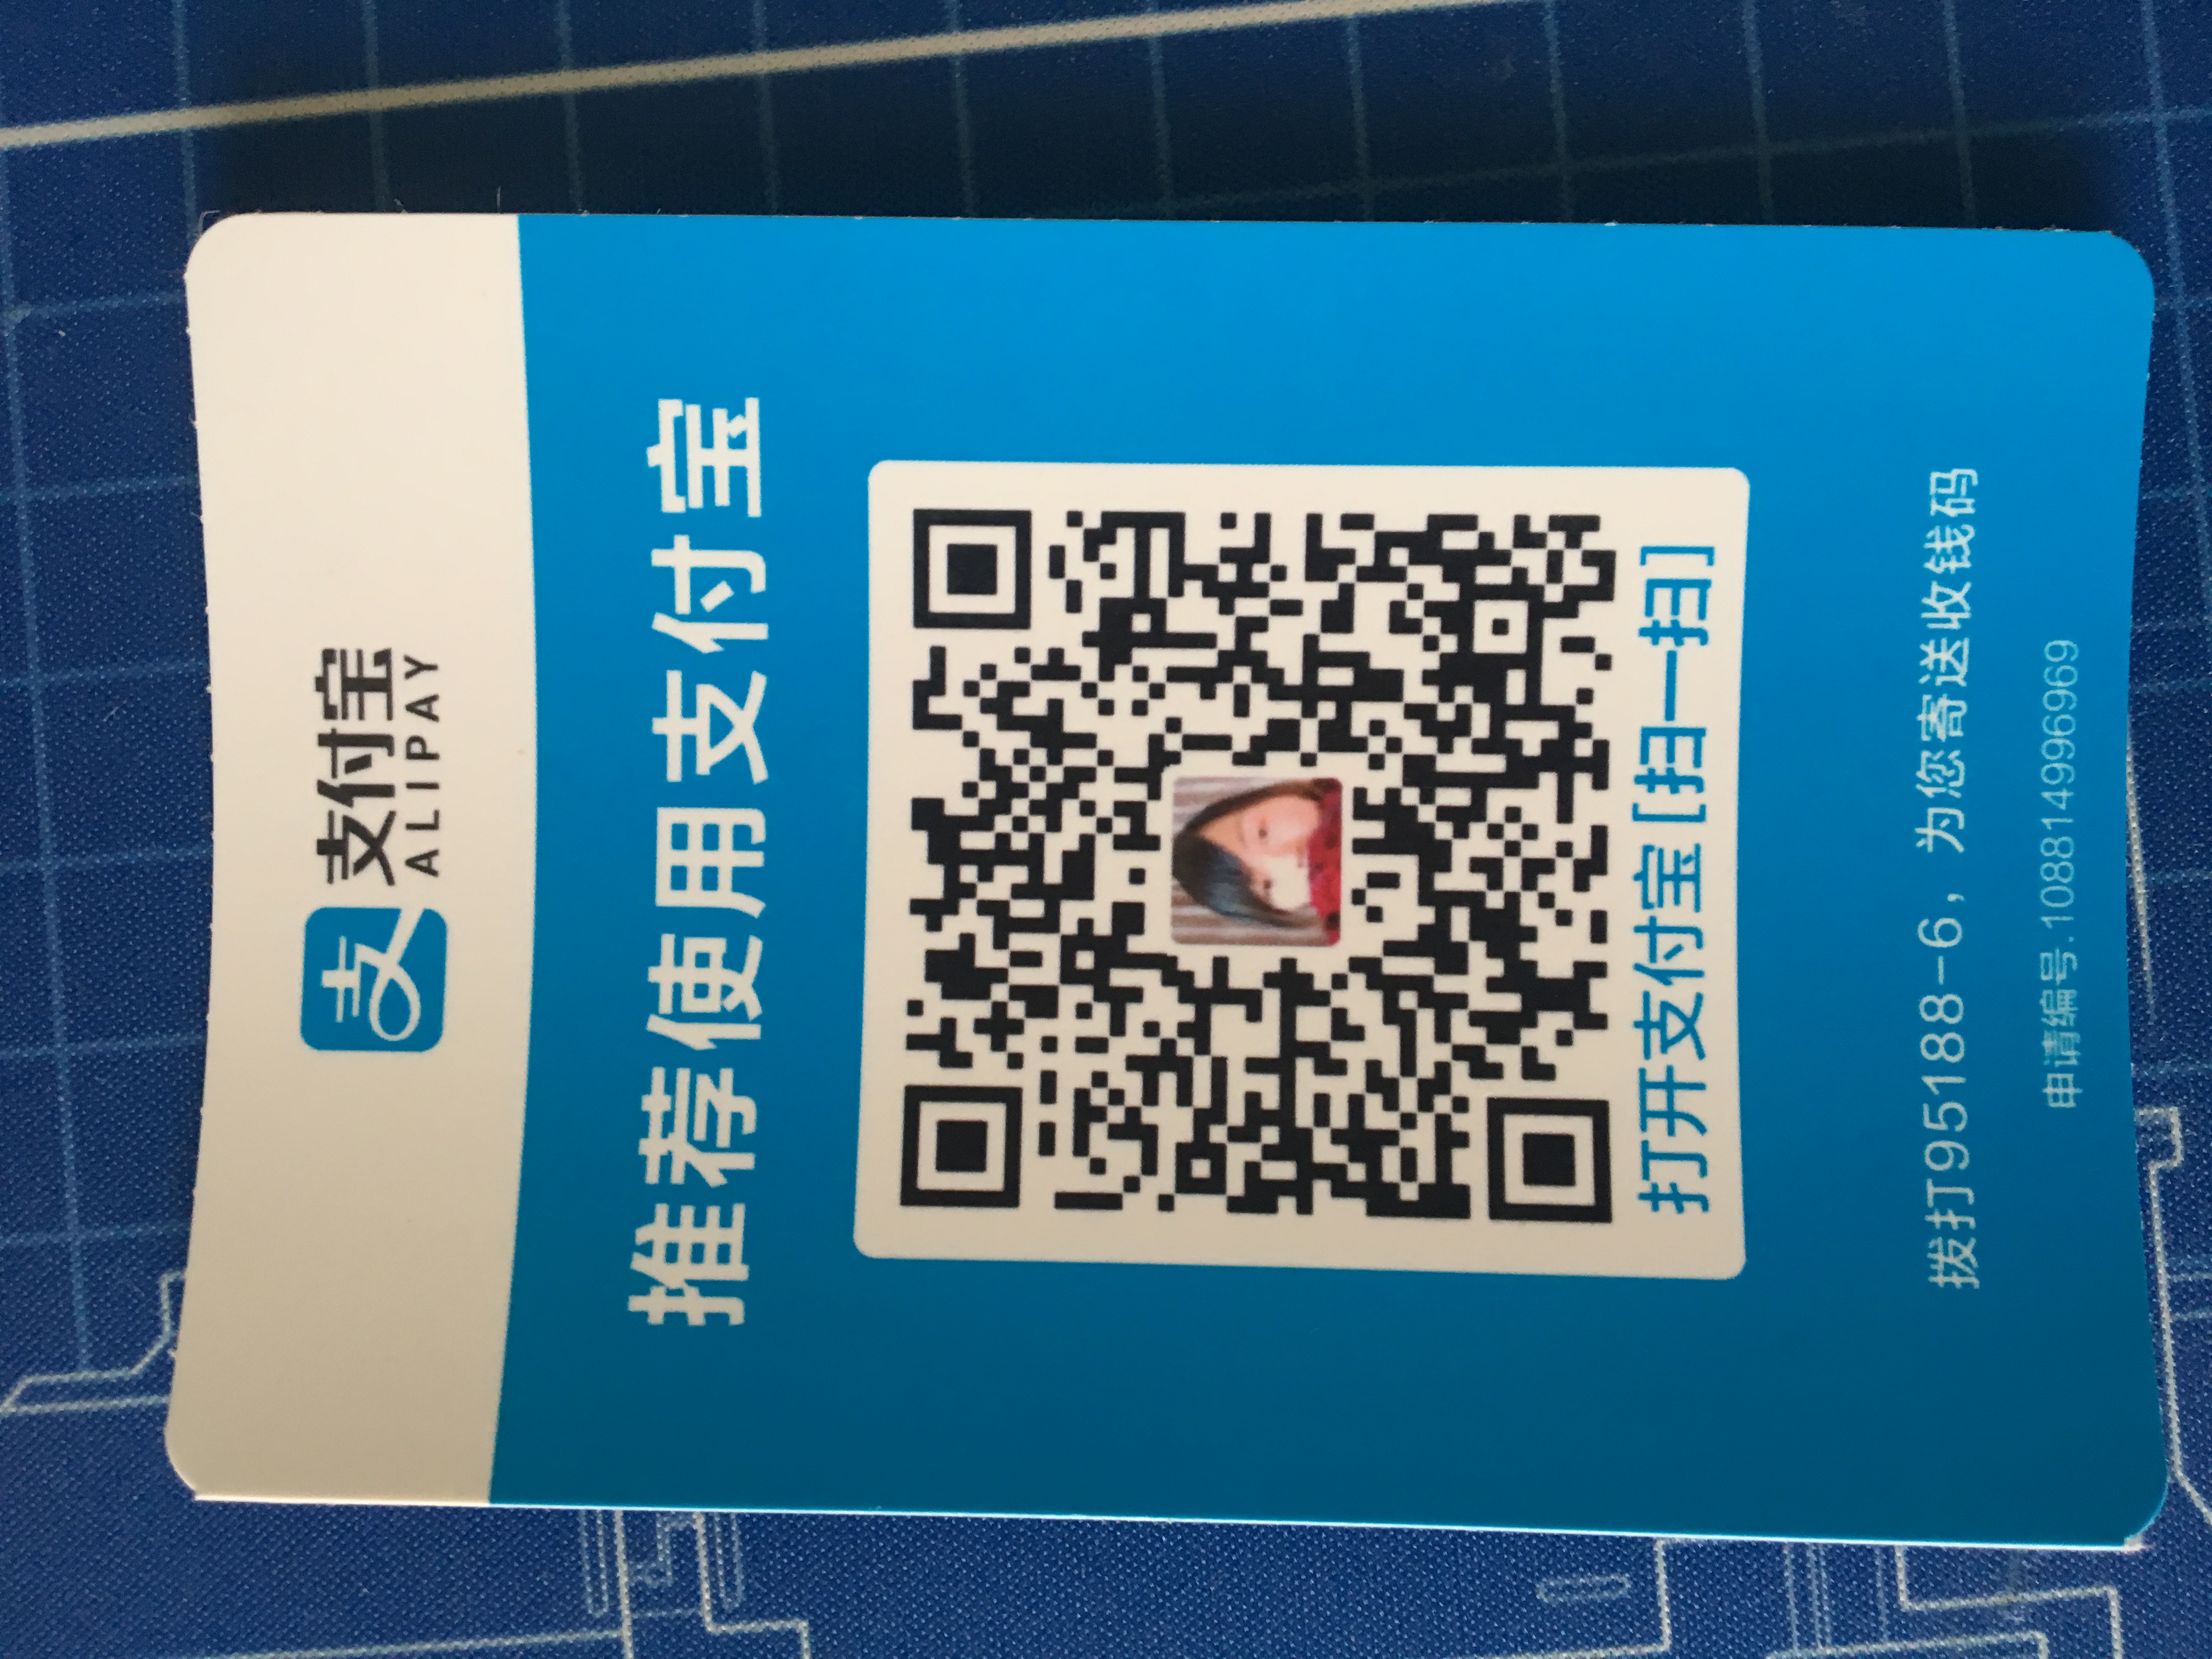 支 支付宝
ALIPAY
推荐使用支付宝
打开支付宝[扫一扫]
拨打95188-6，为您寄送收钱码
申请编号.108814996969